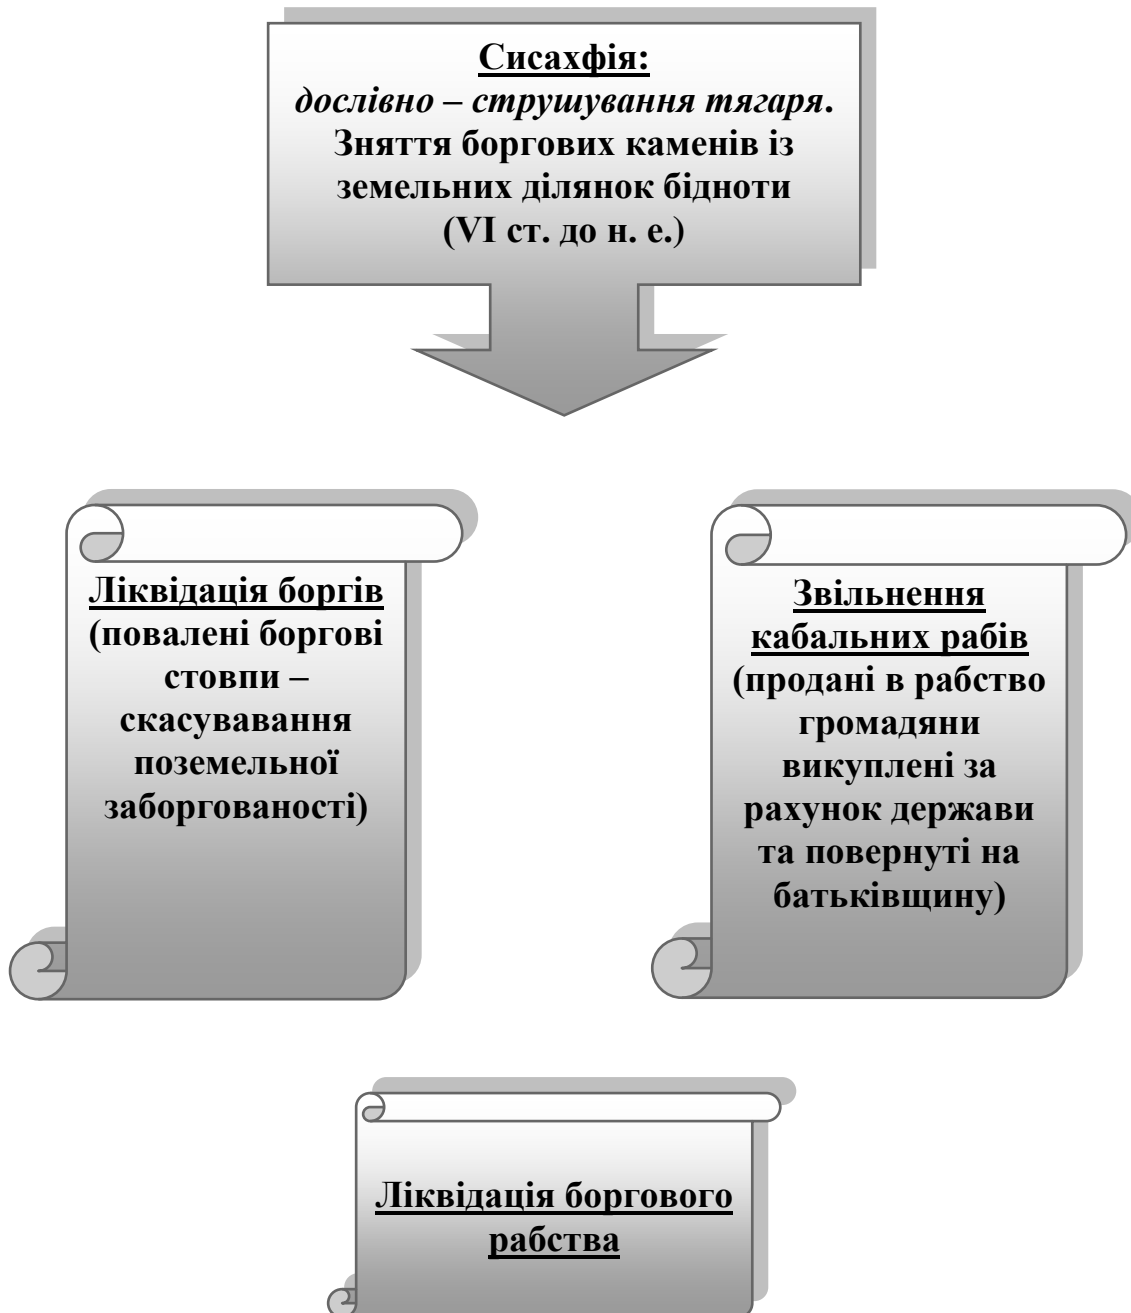 Сисахфія:
дослівно – струшування тягаря.
Зняття боргових каменів із
земельних ділянок бідноти
(VI ст. до н. е.)
Ліквідація боргів
(повалені боргові
стовпи –
скасувавання
поземельної
заборгованості)
Звільнення
кабальних рабів
(продані в рабство
громадяни
викуплені за
рахунок держави
та повернуті на
батьківщину)
Ліквідація боргового
рабства